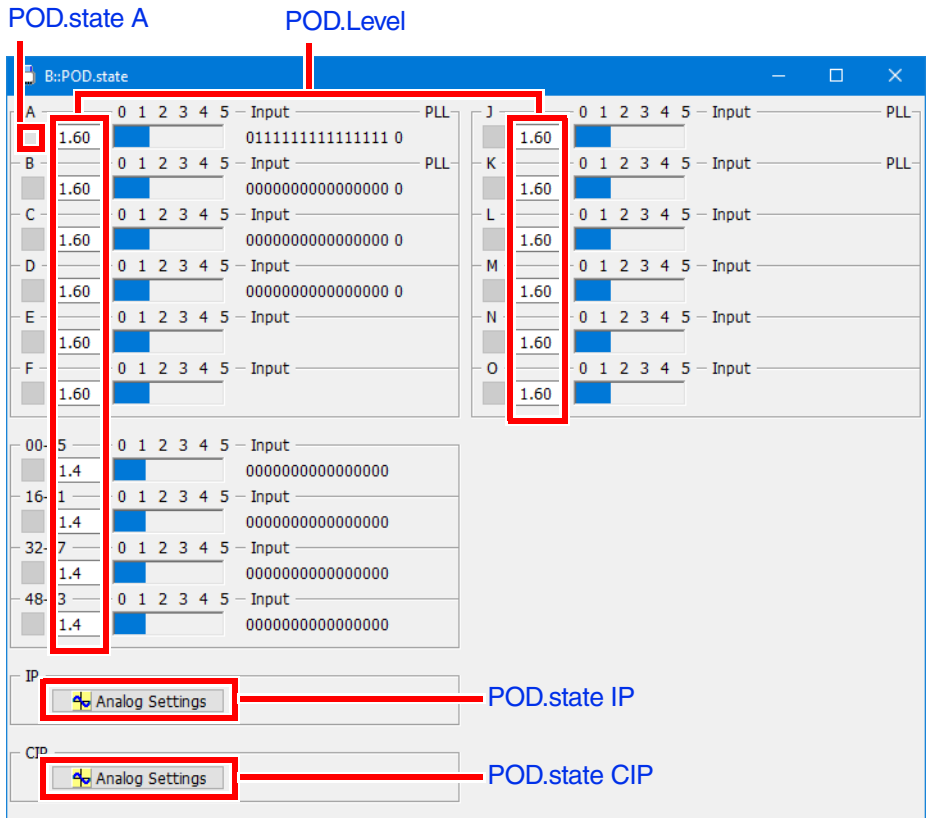 POD.state A
POD.Level
B::POD.state
A 0 1 2 3 4 5 Input PLL
1.60 0111111111111111 0
B 0 1 2 3 4 5 Input PLL
1.60 0000000000000000 0
C 0 1 2 3 4 5 Input
1.60 0000000000000000 0
D 0 1 2 3 4 5 Input
1.60 0000000000000000 0
E 0 1 2 3 4 5 Input
1.60
F 0 1 2 3 4 5 Input
1.60
J 0 1 2 3 4 5 Input PLL
1.60
K 0 1 2 3 4 5 Input PLL
1.60
L 0 1 2 3 4 5 Input
1.60
M 0 1 2 3 4 5 Input
1.60
N 0 1 2 3 4 5 Input
1.60
O 0 1 2 3 4 5 Input
1.60
00- 5 0 1 2 3 4 5 Input
1.4 0000000000000000
16- 1 0 1 2 3 4 5 Input
1.4 0000000000000000
32- 7 0 1 2 3 4 5 Input
1.4 0000000000000000
48- 3 0 1 2 3 4 5 Input
1.4 0000000000000000
IP
Analog Settings
POD.state IP
CIP
Analog Settings
POD.state CIP